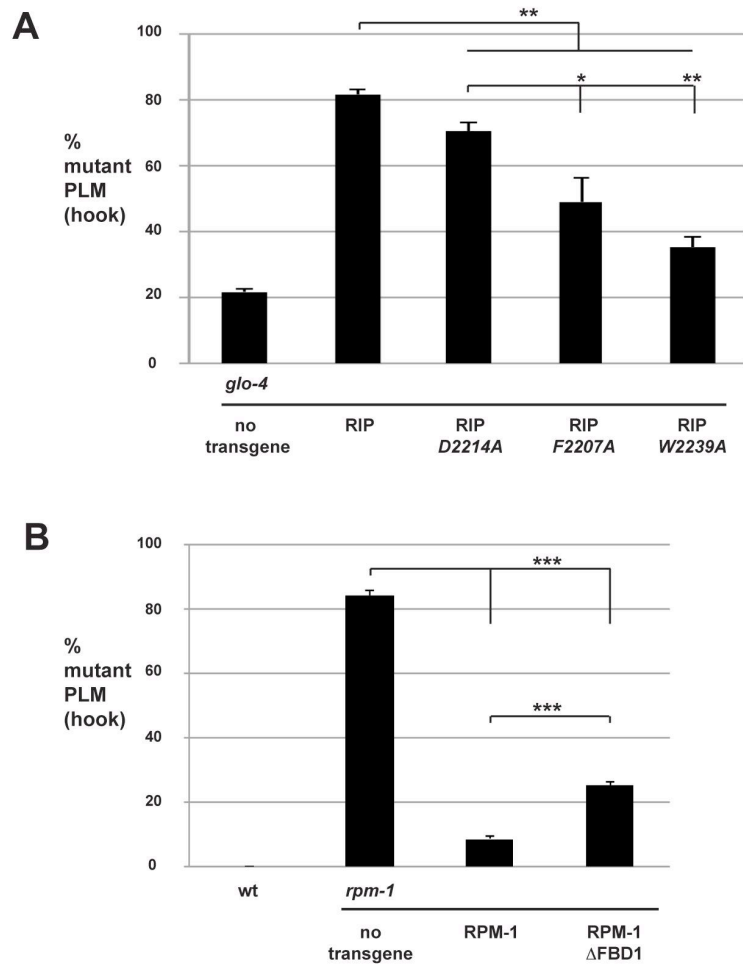 A
%
mutant
PLM
(hook)
100
80
60
40
20
0
**
*
**
glo-4
no
transgene
RIP
RIP
D2214A
RIP
F2207A
RIP
W2239A
B
%
mutant
PLM
(hook)
100
80
60
40
20
0
***
***
wt
rpm-1
no
transgene
RPM-1
RPM-1
ΔFBD1